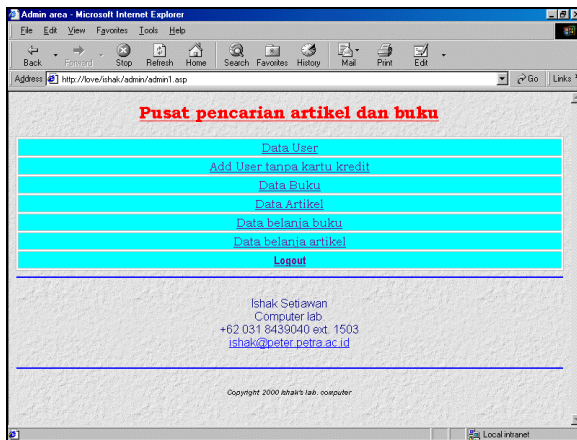 Admin area - Microsoft Internet Explorer
File Edit View Favorites Tools Help
Back Forward Stop Refresh Home Search Favorites History Mail Print Edit
Address http://love/ishak/admin/admin1.asp Go Links
Pusat pencarian artikel dan buku
Data User
Add User tanpa kartu kredit
Data Buku
Data Artikel
Data belanja buku
Data belanja artikel
Logout
Ishak Setiawan
Computer lab.
+62 031 8439040 ext. 1503
ishak@peter.petra.ac.id
Copyright 2000 Ishak's lab. computer
Local intranet